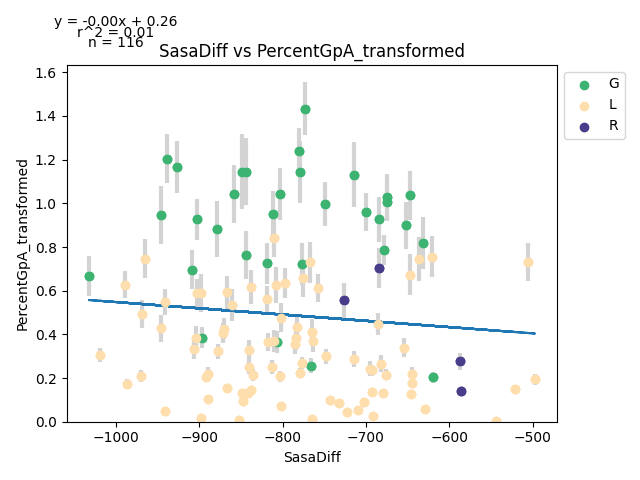 y = -0.00x + 0.26
r^2 = 0.01
n = 116
SasaDiff vs PercentGpA_transformed
G
L
R
PercentGpA_transformed
1.6
1.4
1.2
1.0
0.8
0.6
0.4
0.2
0.0
−1000 −900 −800 −700 −600 −500
SasaDiff